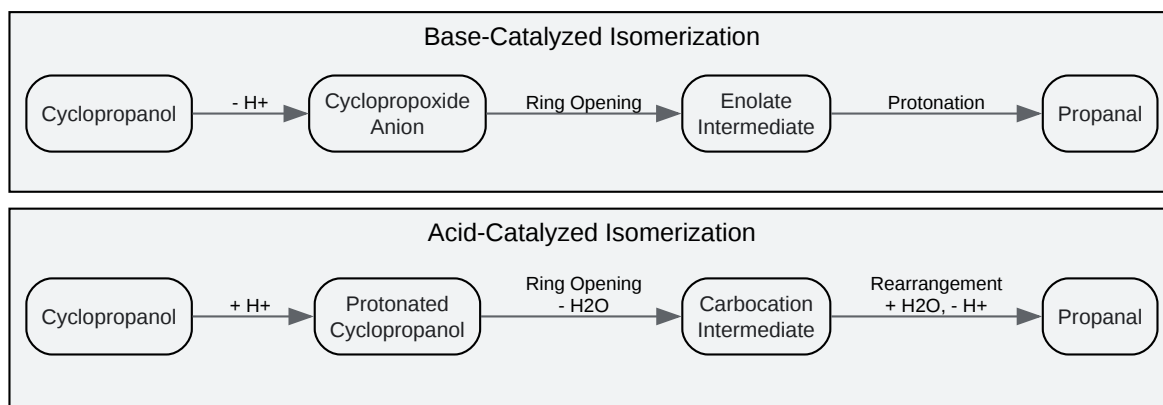 Base-Catalyzed Isomerization
Cyclopropanol
- H+
Cyclopropoxide
Anion
Ring Opening
Enolate
Intermediate
Protonation
Propanal
Acid-Catalyzed Isomerization
Cyclopropanol
+ H+
Protonated
Cyclopropanol
Ring Opening
- H2O
Carbocation
Intermediate
Rearrangement
+ H2O, - H+
Propanal